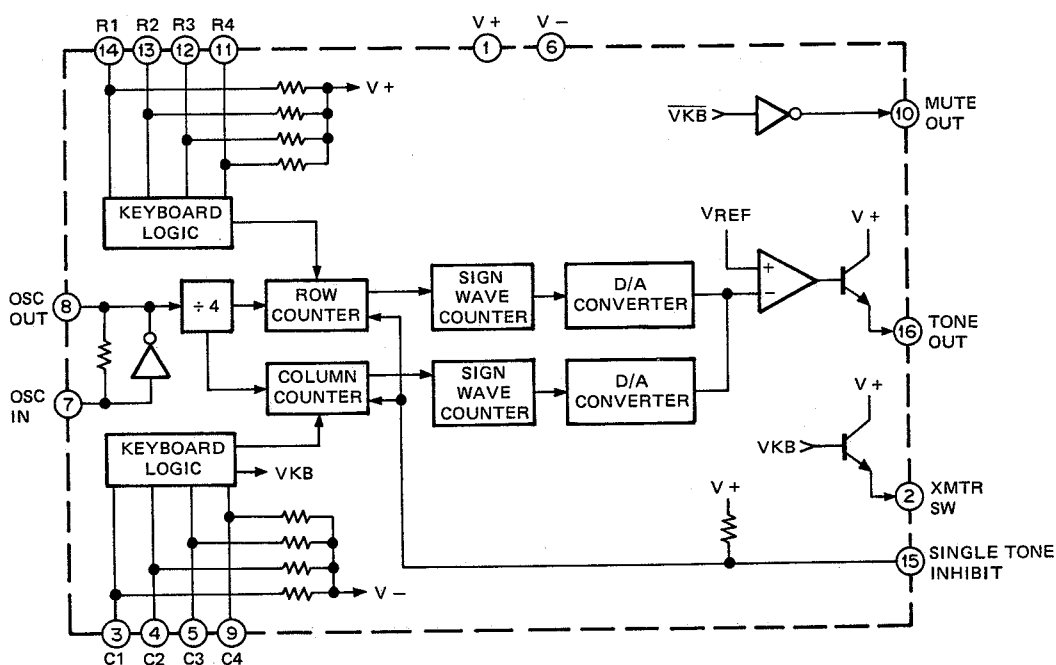 R1 R2 R3 R4
14 13 12 11
V+ V-
1 6
V+
VKB
10
MUTE
OUT
KEYBOARD
LOGIC
VREF
V+
OSC
OUT
8
÷4
ROW
COUNTER
SIGN
WAVE
COUNTER
D/A
CONVERTER
+
-
16
TONE
OUT
OSC
IN
7
COLUMN
COUNTER
SIGN
WAVE
COUNTER
D/A
CONVERTER
V+
KEYBOARD
LOGIC
VKB
VKB
2
XMTR
SW
V+
15
SINGLE TONE
INHIBIT
V-
3 4 5 9
C1 C2 C3 C4